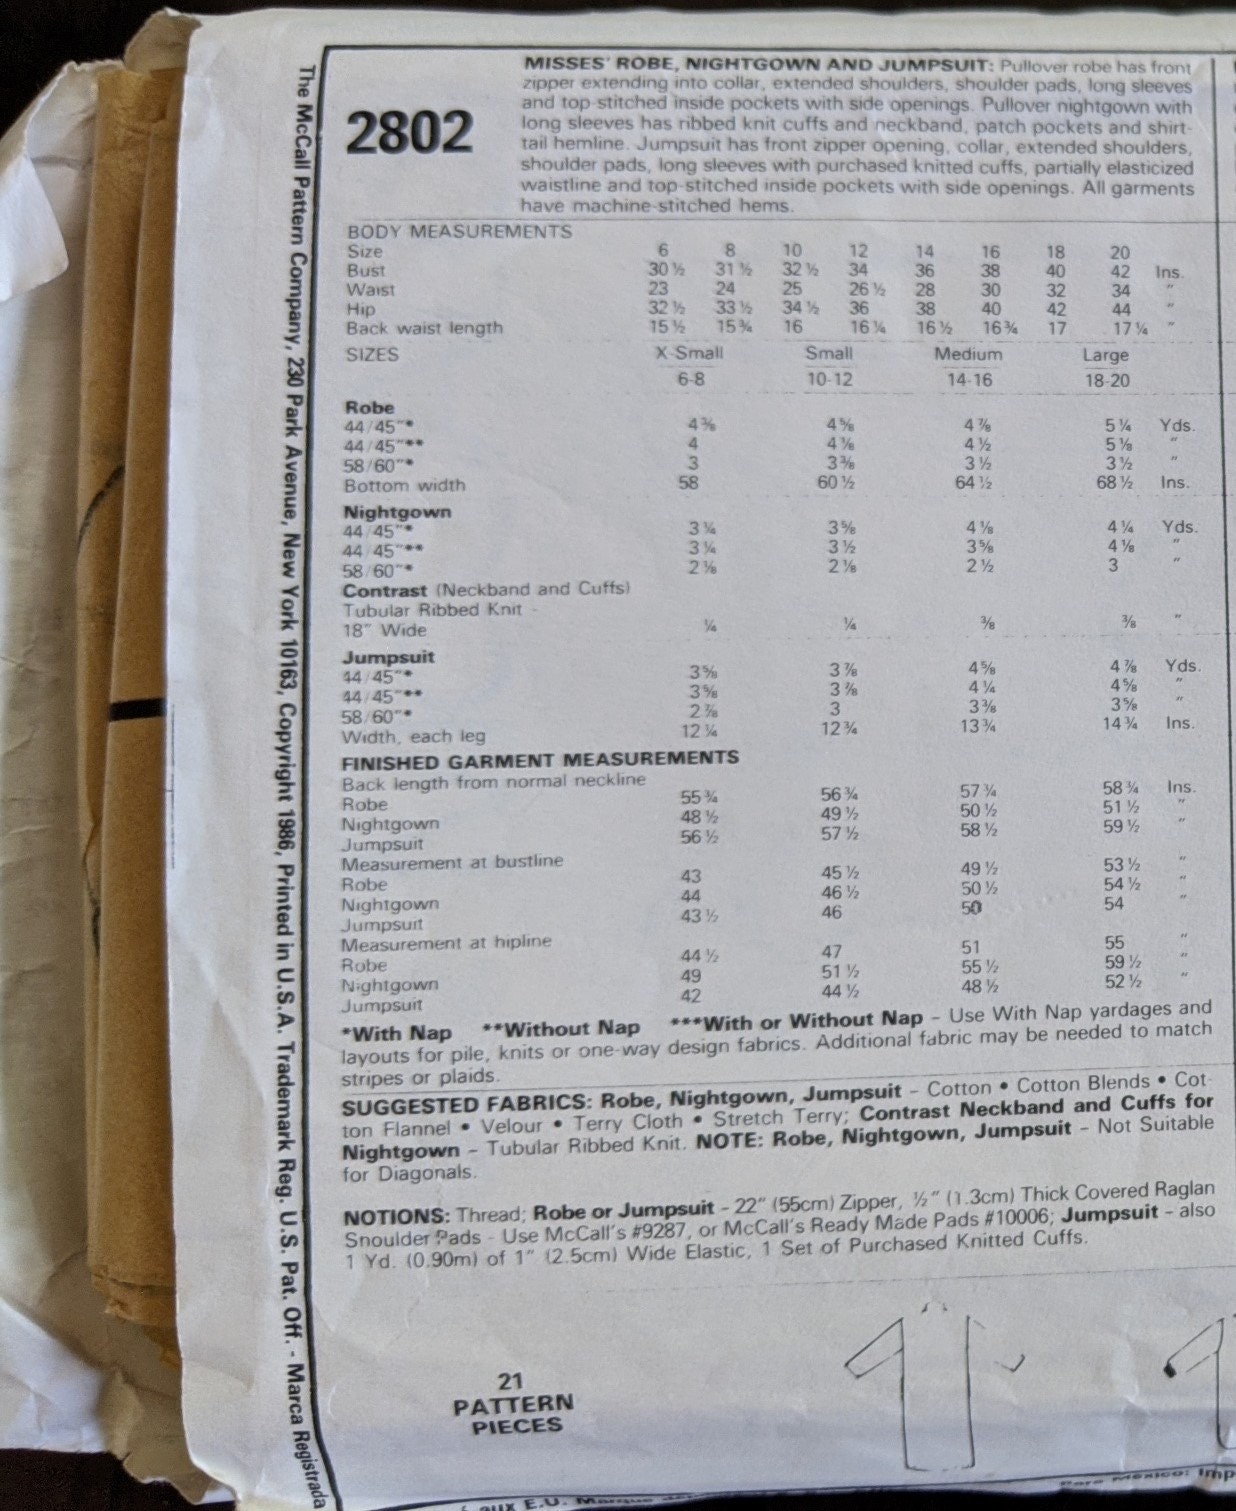 The McCall Pattern Company, 230 Park Avenue, New York 10163, Copyright 1986, Printed in U.S.A. Trademark Reg. U.S. Pat. Off. - Marca Registrada
2802
MISSES' ROBE, NIGHTGOWN AND JUMPSUIT: Pullover robe has front
zipper extending into collar, extended shoulders, shoulder pads, long sleeves
and top-stitched inside pockets with side openings. Pullover nightgown with
long sleeves has ribbed knit cuffs and neckband, patch pockets and shirt-
tail hemline. Jumpsuit has front zipper opening, collar, extended shoulders,
shoulder pads, long sleeves with purchased knitted cuffs, partially elasticized
waistline and top-stitched inside pockets with side openings. All garments
have machine-stitched hems.
BODY MEASUREMENTS
Size 6 8 10 12 14 16 18 20
Bust 30½ 31½ 32½ 34 36 38 40 42 Ins.
Waist 23 24 25 26½ 28 30 32 34 "
Hip 32½ 33½ 34½ 36 38 40 42 44 "
Back waist length 15½ 15¾ 16 16¼ 16½ 16¾ 17 17¼ "
SIZES X-Small Small Medium Large
6-8 10-12 14-16 18-20
Robe
44/45"* 4⅜ 4⅝ 4⅞ 5¼ Yds.
44/45"** 4 4⅛ 4½ 5⅛ "
58/60"* 3 3⅜ 3½ 3½ "
Bottom width 58 60½ 64½ 68½ Ins.
Nightgown
44/45"* 3¼ 3⅝ 4⅛ 4¼ Yds.
44/45"** 3¼ 3½ 3⅝ 4⅛ "
58/60"* 2⅛ 2⅛ 2½ 3 "
Contrast (Neckband and Cuffs)
Tubular Ribbed Knit -
18" Wide ¼ ¼ ⅜ ⅜ "
Jumpsuit
44/45"* 3⅝ 3⅞ 4⅝ 4⅞ Yds.
44/45"** 3⅝ 3⅞ 4¼ 4⅝ "
58/60"* 2⅞ 3 3⅜ 3⅝ "
Width, each leg 12¼ 12¾ 13¾ 14¾ Ins.
FINISHED GARMENT MEASUREMENTS
Back length from normal neckline
Robe 55¾ 56¾ 57¾ 58¾ Ins.
Nightgown 48½ 49½ 50½ 51½ "
Jumpsuit 56½ 57½ 58½ 59½ "
Measurement at bustline
Robe 43 45½ 49½ 53½ "
Nightgown 44 46½ 50½ 54½ "
Jumpsuit 43½ 46 50 54 "
Measurement at hipline
Robe 44½ 47 51 55 "
Nightgown 49 51½ 55½ 59½ "
Jumpsuit 42 44½ 48½ 52½ "
*With Nap **Without Nap ***With or Without Nap - Use With Nap yardages and
layouts for pile, knits or one-way design fabrics. Additional fabric may be needed to match
stripes or plaids.
SUGGESTED FABRICS: Robe, Nightgown, Jumpsuit - Cotton • Cotton Blends • Cot-
ton Flannel • Velour • Terry Cloth • Stretch Terry; Contrast Neckband and Cuffs for
Nightgown - Tubular Ribbed Knit. NOTE: Robe, Nightgown, Jumpsuit - Not Suitable
for Diagonals.
NOTIONS: Thread; Robe or Jumpsuit - 22" (55cm) Zipper, ½" (1.3cm) Thick Covered Raglan
Shoulder Pads - Use McCall's #9287, or McCall's Ready Made Pads #10006; Jumpsuit - also
1 Yd. (0.90m) of 1" (2.5cm) Wide Elastic, 1 Set of Purchased Knitted Cuffs.
21
PATTERN
PIECES